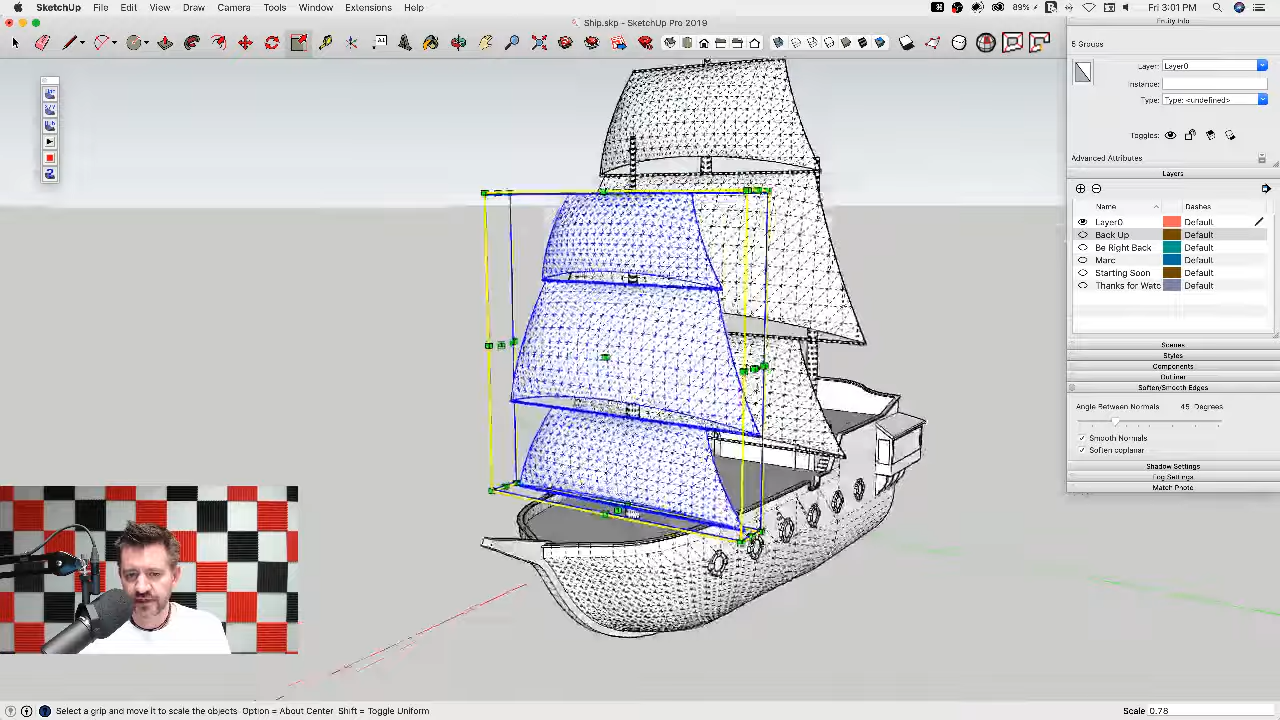 SketchUp File Edit View Draw Camera Tools Window Extensions Help
89% Fri 3:01 PM
Ship.skp - SketchUp Pro 2019
Entity Info
6 Groups
Layer: Layer0
Instance:
Type: Type: <undefined>
Toggles:
Advanced Attributes
Layers
Name Dashes
Layer0 Default
Back Up Default
Be Right Back Default
Marc Default
Starting Soon Default
Thanks for Watc Default
Scenes
Styles
Components
Outliner
Soften/Smooth Edges
Angle Between Normals 45 Degrees
Smooth Normals
Soften coplanar
Shadow Settings
Fog Settings
Match Photo
Select a grip and move it to scale the objects Option = About Center Shift = Toggle Uniform
Scale 0.78